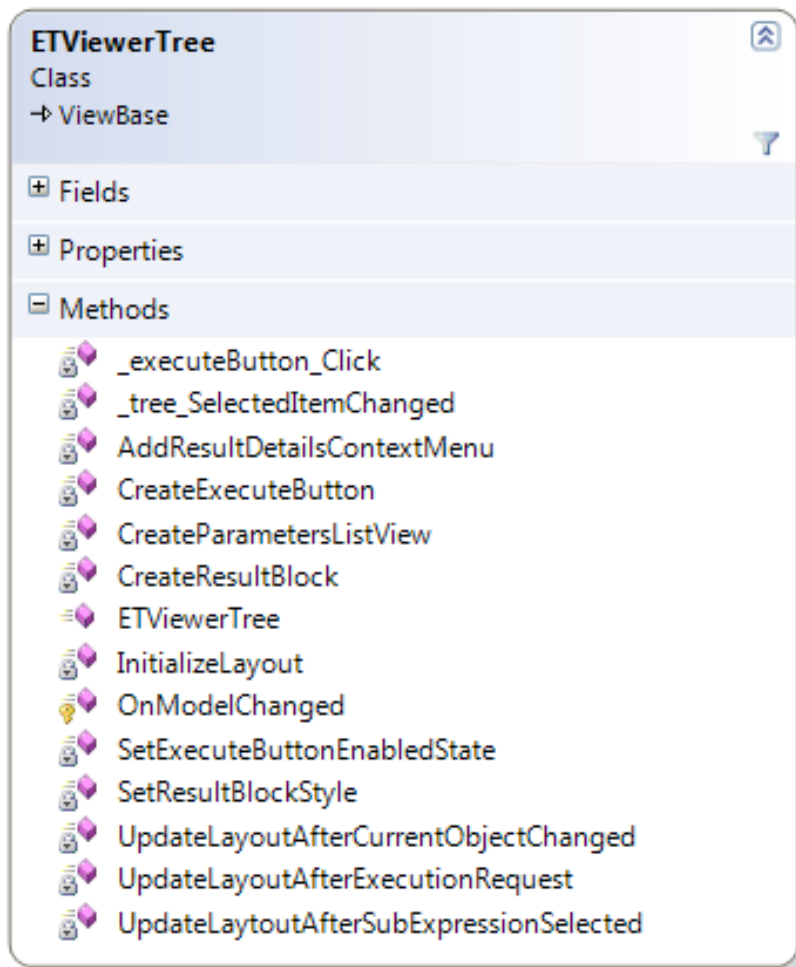 ETViewerTree
Class
ViewBase
Fields
Properties
Methods
_executeButton_Click
_tree_SelectedItemChanged
AddResultDetailsContextMenu
CreateExecuteButton
CreateParametersListView
CreateResultBlock
ETViewerTree
InitializeLayout
OnModelChanged
SetExecuteButtonEnabledState
SetResultBlockStyle
UpdateLayoutAfterCurrentObjectChanged
UpdateLayoutAfterExecutionRequest
UpdateLaytoutAfterSubExpressionSelected